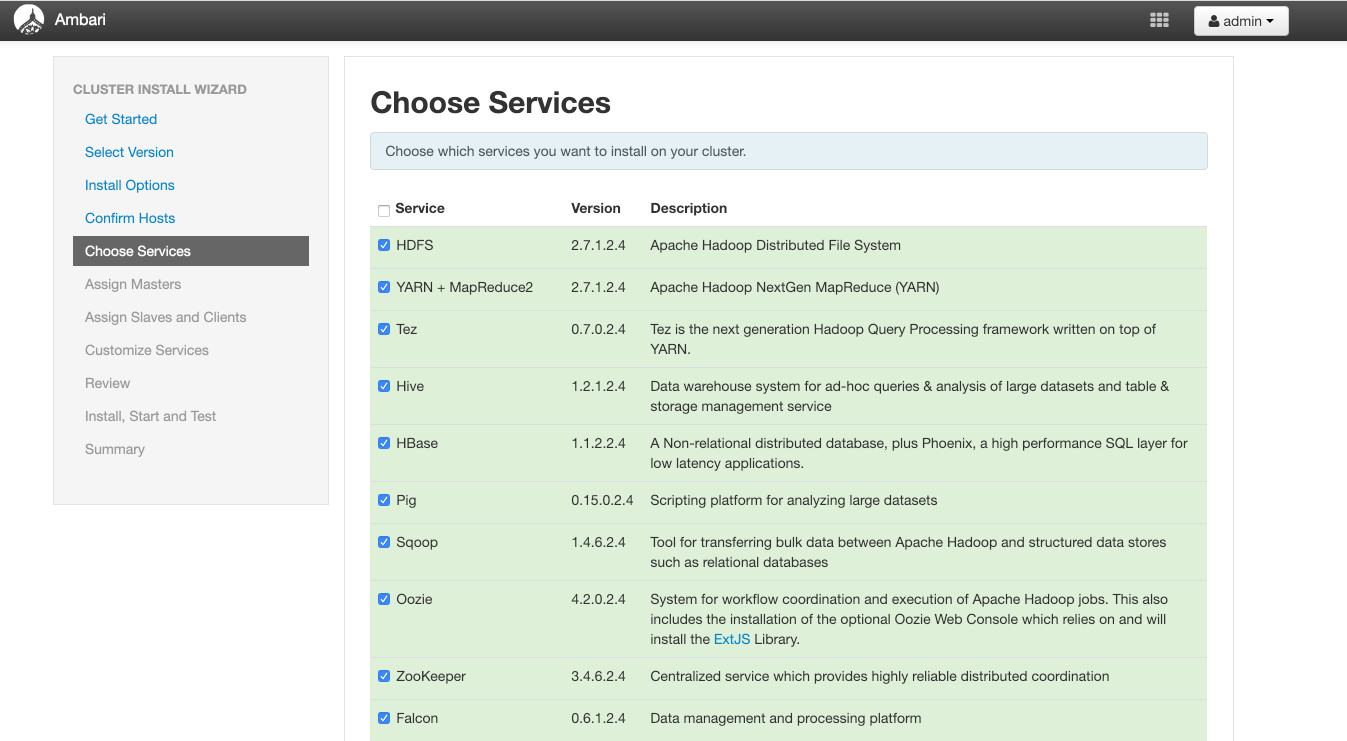 Ambari
admin
CLUSTER INSTALL WIZARD
Get Started
Select Version
Install Options
Confirm Hosts
Choose Services
Assign Masters
Assign Slaves and Clients
Customize Services
Review
Install, Start and Test
Summary
Choose Services
Choose which services you want to install on your cluster.
Service Version Description
HDFS 2.7.1.2.4 Apache Hadoop Distributed File System
YARN + MapReduce2 2.7.1.2.4 Apache Hadoop NextGen MapReduce (YARN)
Tez 0.7.0.2.4 Tez is the next generation Hadoop Query Processing framework written on top of
YARN.
Hive 1.2.1.2.4 Data warehouse system for ad-hoc queries & analysis of large datasets and table &
storage management service
HBase 1.1.2.2.4 A Non-relational distributed database, plus Phoenix, a high performance SQL layer for
low latency applications.
Pig 0.15.0.2.4 Scripting platform for analyzing large datasets
Sqoop 1.4.6.2.4 Tool for transferring bulk data between Apache Hadoop and structured data stores
such as relational databases
Oozie 4.2.0.2.4 System for workflow coordination and execution of Apache Hadoop jobs. This also
includes the installation of the optional Oozie Web Console which relies on and will
install the ExtJS Library.
ZooKeeper 3.4.6.2.4 Centralized service which provides highly reliable distributed coordination
Falcon 0.6.1.2.4 Data management and processing platform